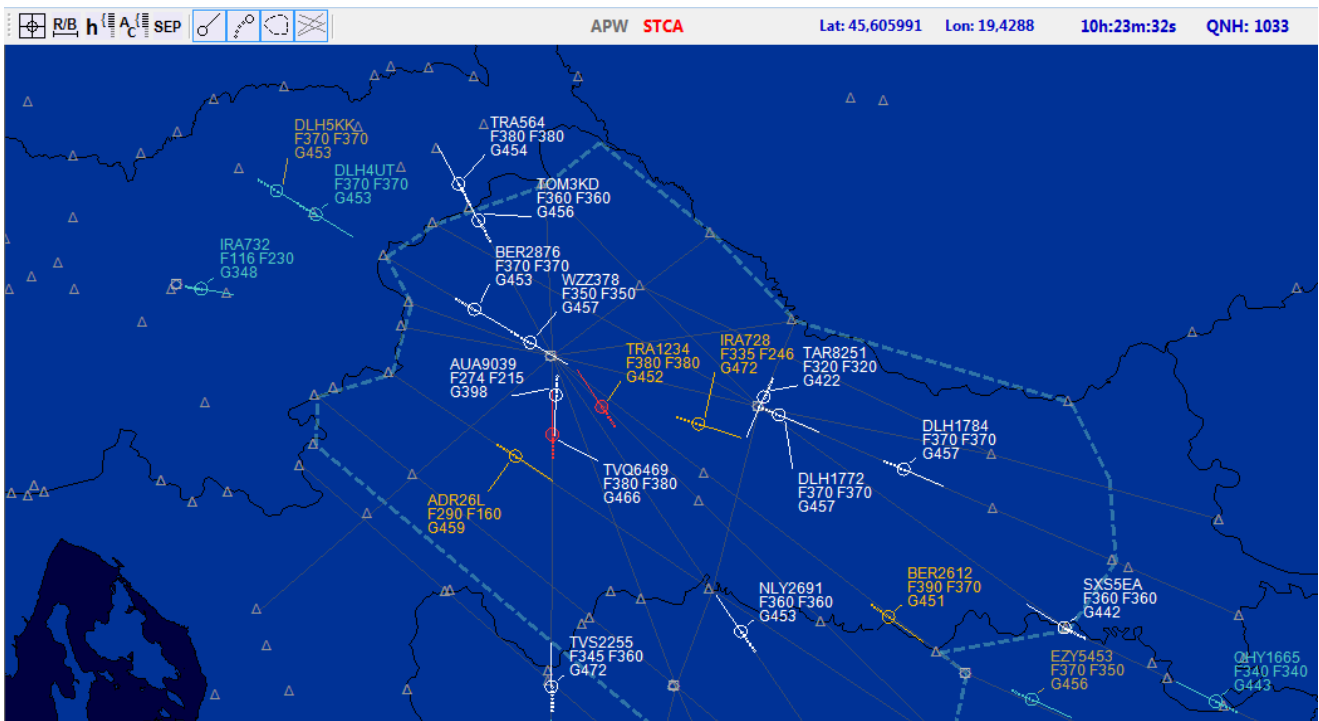 R/B h A C SEP APW STCA Lat: 45,605991 Lon: 19,4288 10h:23m:32s QNH: 1033
DLH5KK
F370 F370
G453
TRA564
F380 F380
G454
DLH4UT
F370 F370
G453
TOM3KD
F360 F360
G456
IRA732
F116 F230
G348
BER2876
F370 F370
G453
WZZ378
F350 F350
G457
AUA9039
F274 F215
G398
TRA1234
F380 F380
G452
IRA728
F335 F246
G472
TAR8251
F320 F320
G422
DLH1784
F370 F370
G457
TVQ6469
F380 F380
G466
DLH1772
F370 F370
G457
ADR26L
F290 F160
G459
NLY2691
F360 F360
G453
BER2612
F390 F370
G451
SXS5EA
F360 F360
G442
TVS2255
F345 F360
G472
EZY5453
F370 F350
G456
QHY1665
F340 F340
G443